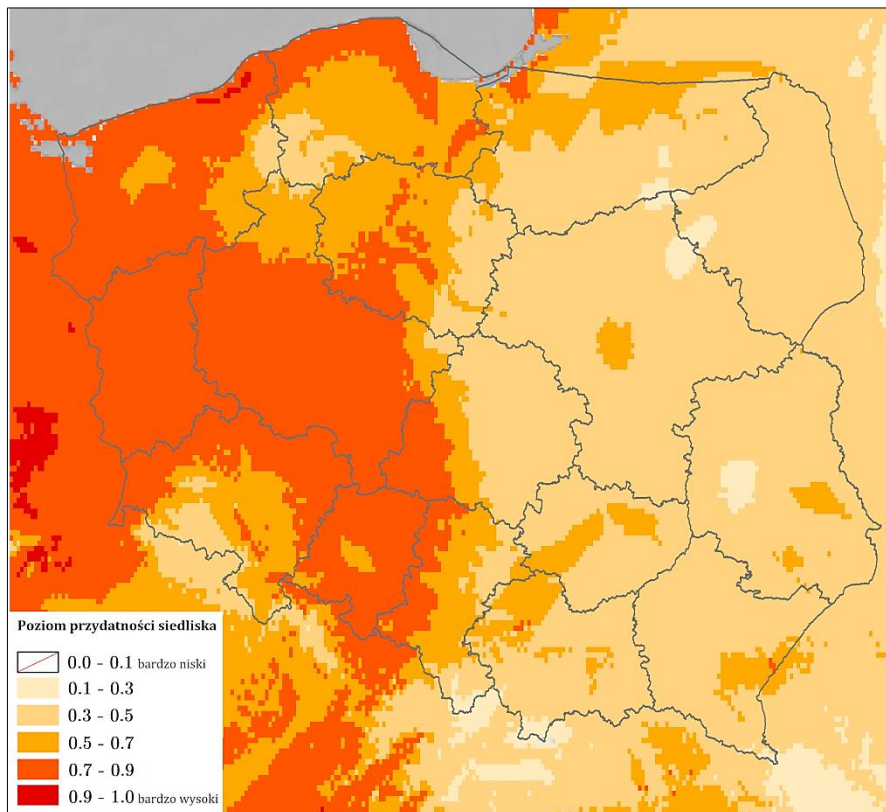 Poziom przydatności siedliska
0.0 - 0.1 bardzo niski
0.1 - 0.3
0.3 - 0.5
0.5 - 0.7
0.7 - 0.9
0.9 - 1.0 bardzo wysoki